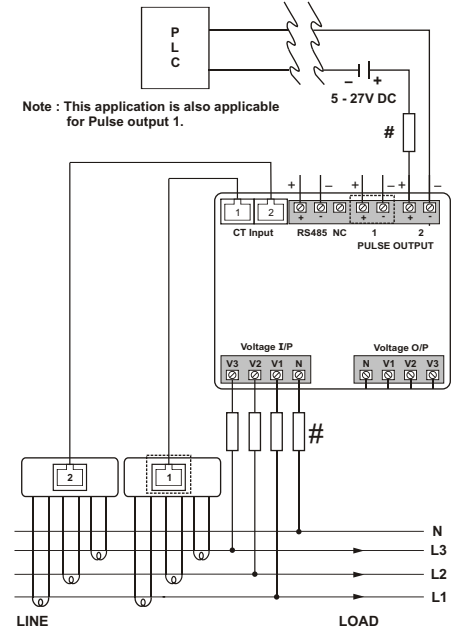 P
L
C
− +
5 - 27V DC
Note : This application is also applicable
for Pulse output 1.
#
+ − + − + −
1 2
+ - + - + -
CT Input RS485 NC 1 2
PULSE OUTPUT
Voltage I/P Voltage O/P
V3 V2 V1 N N V1 V2 V3
#
2 1
N
L3
L2
L1
LINE LOAD